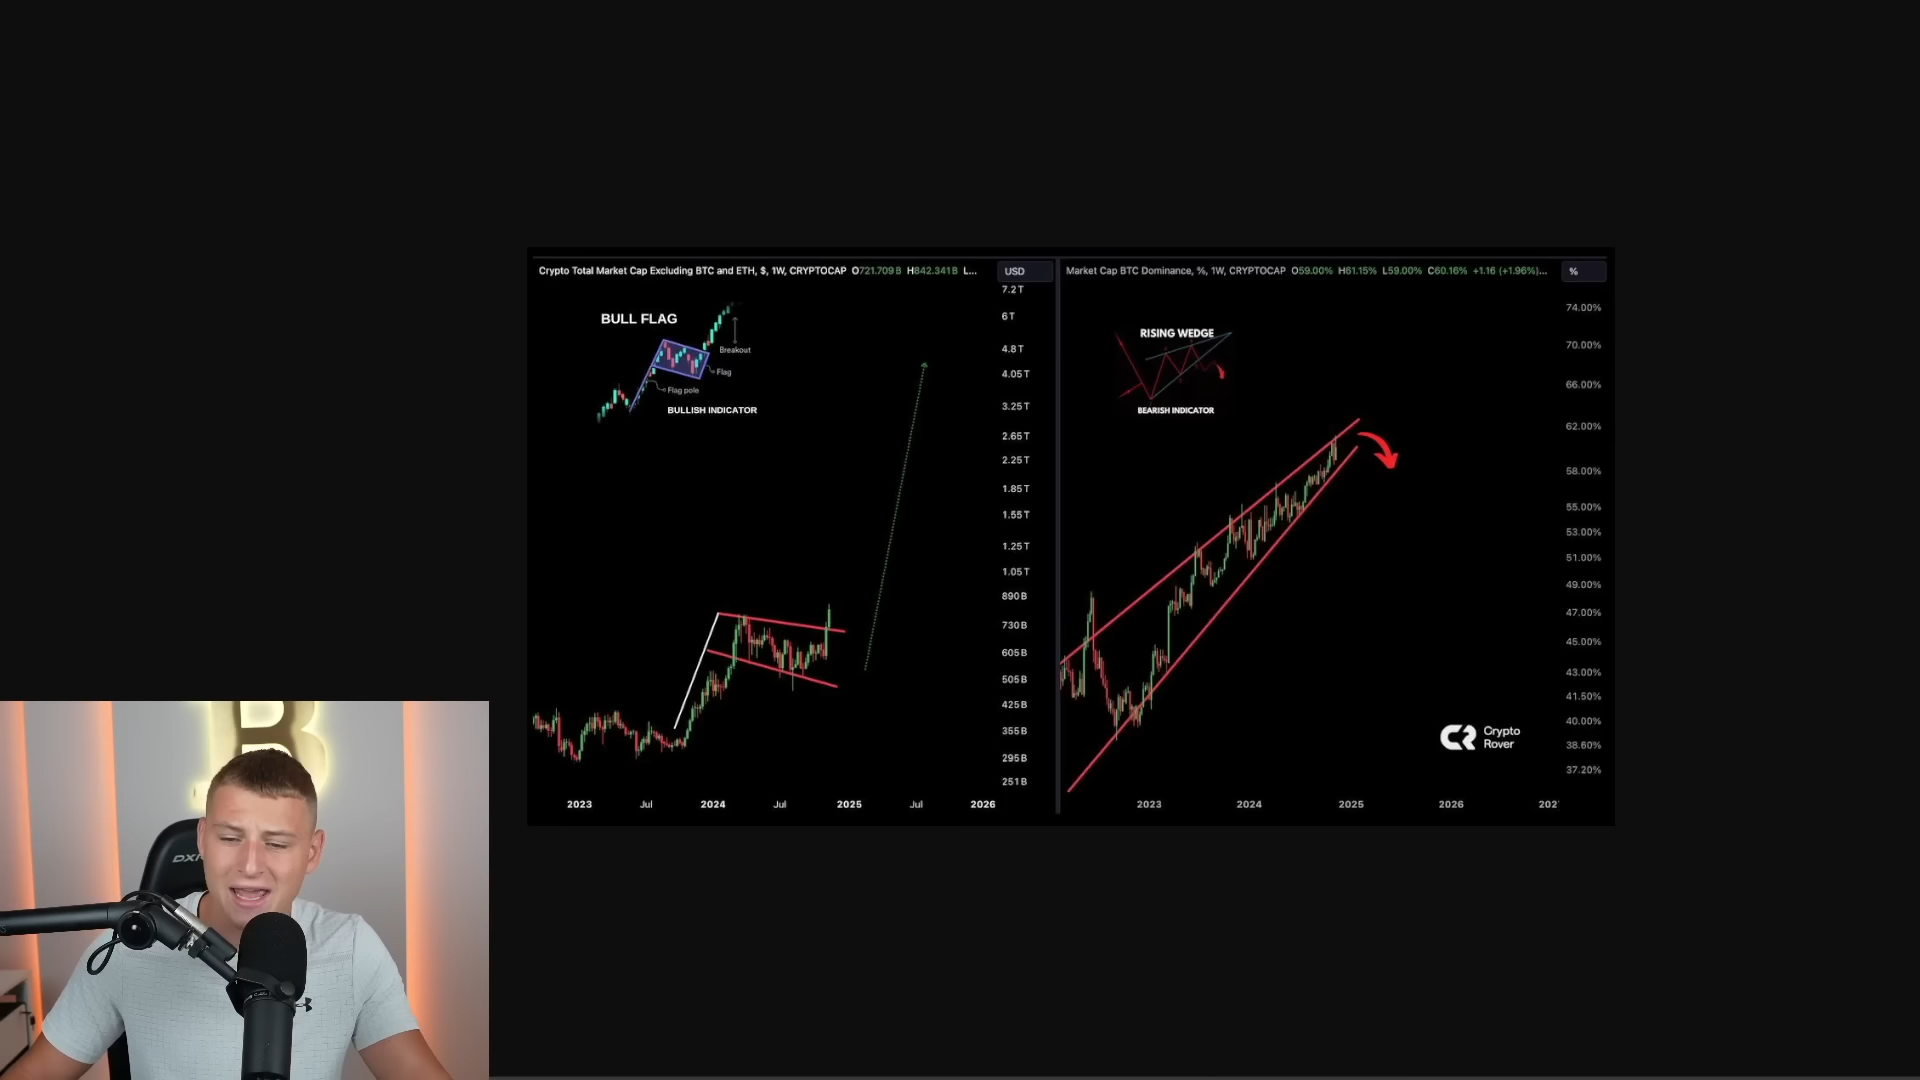 Crypto Total Market Cap Excluding BTC and ETH, $, 1W, CRYPTOCAP O721.709B H842.341B L...
USD
7.2T
6T
4.8T
4.05T
3.25T
2.65T
2.25T
1.85T
1.55T
1.25T
1.05T
890B
730B
605B
505B
425B
355B
295B
251B
BULL FLAG
Breakout
Flag
Flag pole
BULLISH INDICATOR
2023
Jul
2024
Jul
2025
Jul
2026
Market Cap BTC Dominance, %, 1W, CRYPTOCAP O59.00% H61.15% L59.00% C60.16% +1.16 (+1.96%)...
%
74.00%
70.00%
66.00%
62.00%
58.00%
55.00%
53.00%
51.00%
49.00%
47.00%
45.00%
43.00%
41.50%
40.00%
38.60%
37.20%
RISING WEDGE
BEARISH INDICATOR
Crypto
Rover
2023
2024
2025
2026
202
B